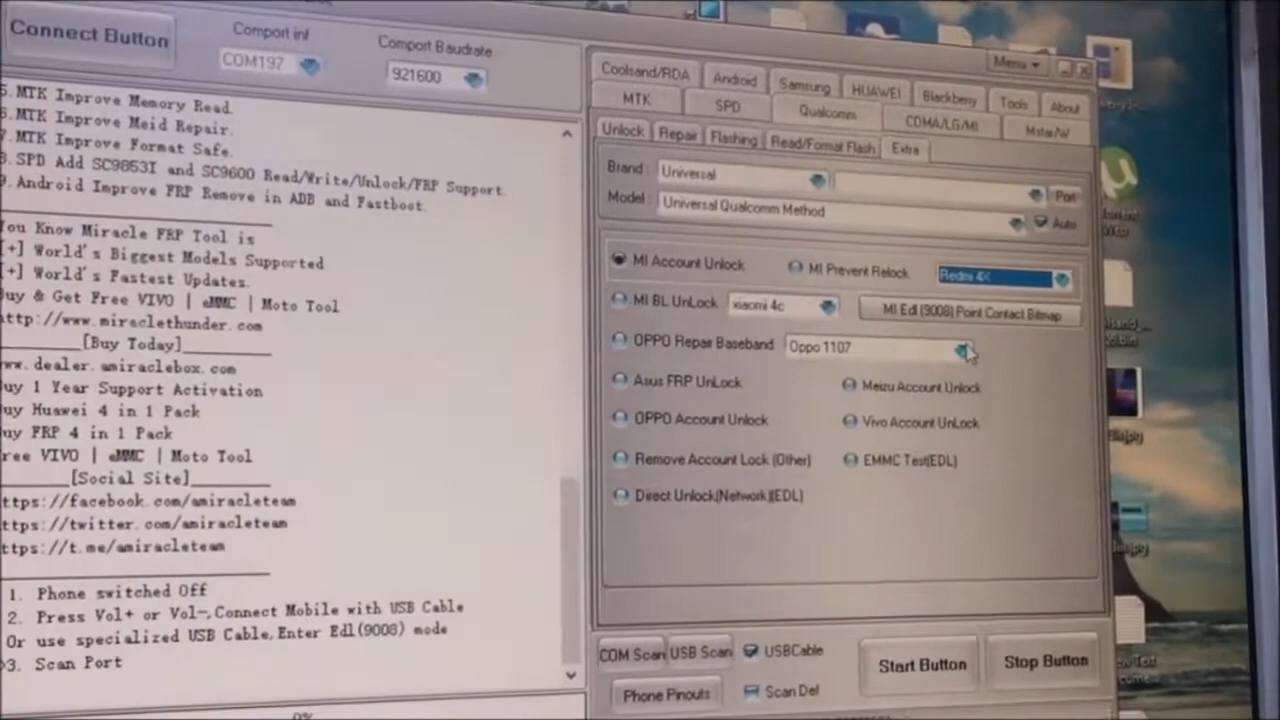 Connect Button
Comport inf
Comport Baudrate
COM197
921600
5.MTK Improve Memory Read.
6.MTK Improve Meid Repair.
7.MTK Improve Format Safe.
8.SPD Add SC9853I and SC9600 Read/Write/Unlock/FRP Support.
9.Android Improve FRP Remove in ADB and Fastboot.
You Know Miracle FRP Tool is
[+] World's Biggest Models Supported
[+] World's Fastest Updates.
Buy & Get Free VIVO | eMMC | Moto Tool
http://www.miraclethunder.com
[Buy Today]
www.dealer.amiraclebox.com
Buy 1 Year Support Activation
Buy Huawei 4 in 1 Pack
Buy FRP 4 in 1 Pack
Free VIVO | eMMC | Moto Tool
[Social Site]
https://facebook.com/amiracleteam
https://twitter.com/amiracleteam
https://t.me/amiracleteam
1. Phone switched Off
2. Press Vol+ or Vol-,Connect Mobile with USB Cable
Or use specialized USB Cable,Enter Edl(9008) mode
>3. Scan Port
0%
Menu
Coolsand/RDA Android Samsung HUAWEI Blackberry Tools About
MTK SPD Qualcomm CDMA/LG/MI Mstar/W
Unlock Repair Flashing Read/Format Flash Extra
Brand: Universal Port
Model: Universal Qualcomm Method Auto
MI Account Unlock MI Prevent Relock
MI BL UnLock xiaomi 4c MI Edl (9008) Point Contact Bitmap
OPPO Repair Baseband Oppo 1107
Asus FRP UnLock Meizu Account Unlock
OPPO Account Unlock Vivo Account UnLock
Remove Account Lock (Other) EMMC Test(EDL)
Direct Unlock(Network)(EDL)
COM Scan USB Scan USBCable Start Button Stop Button
Phone Pinouts Scan Del